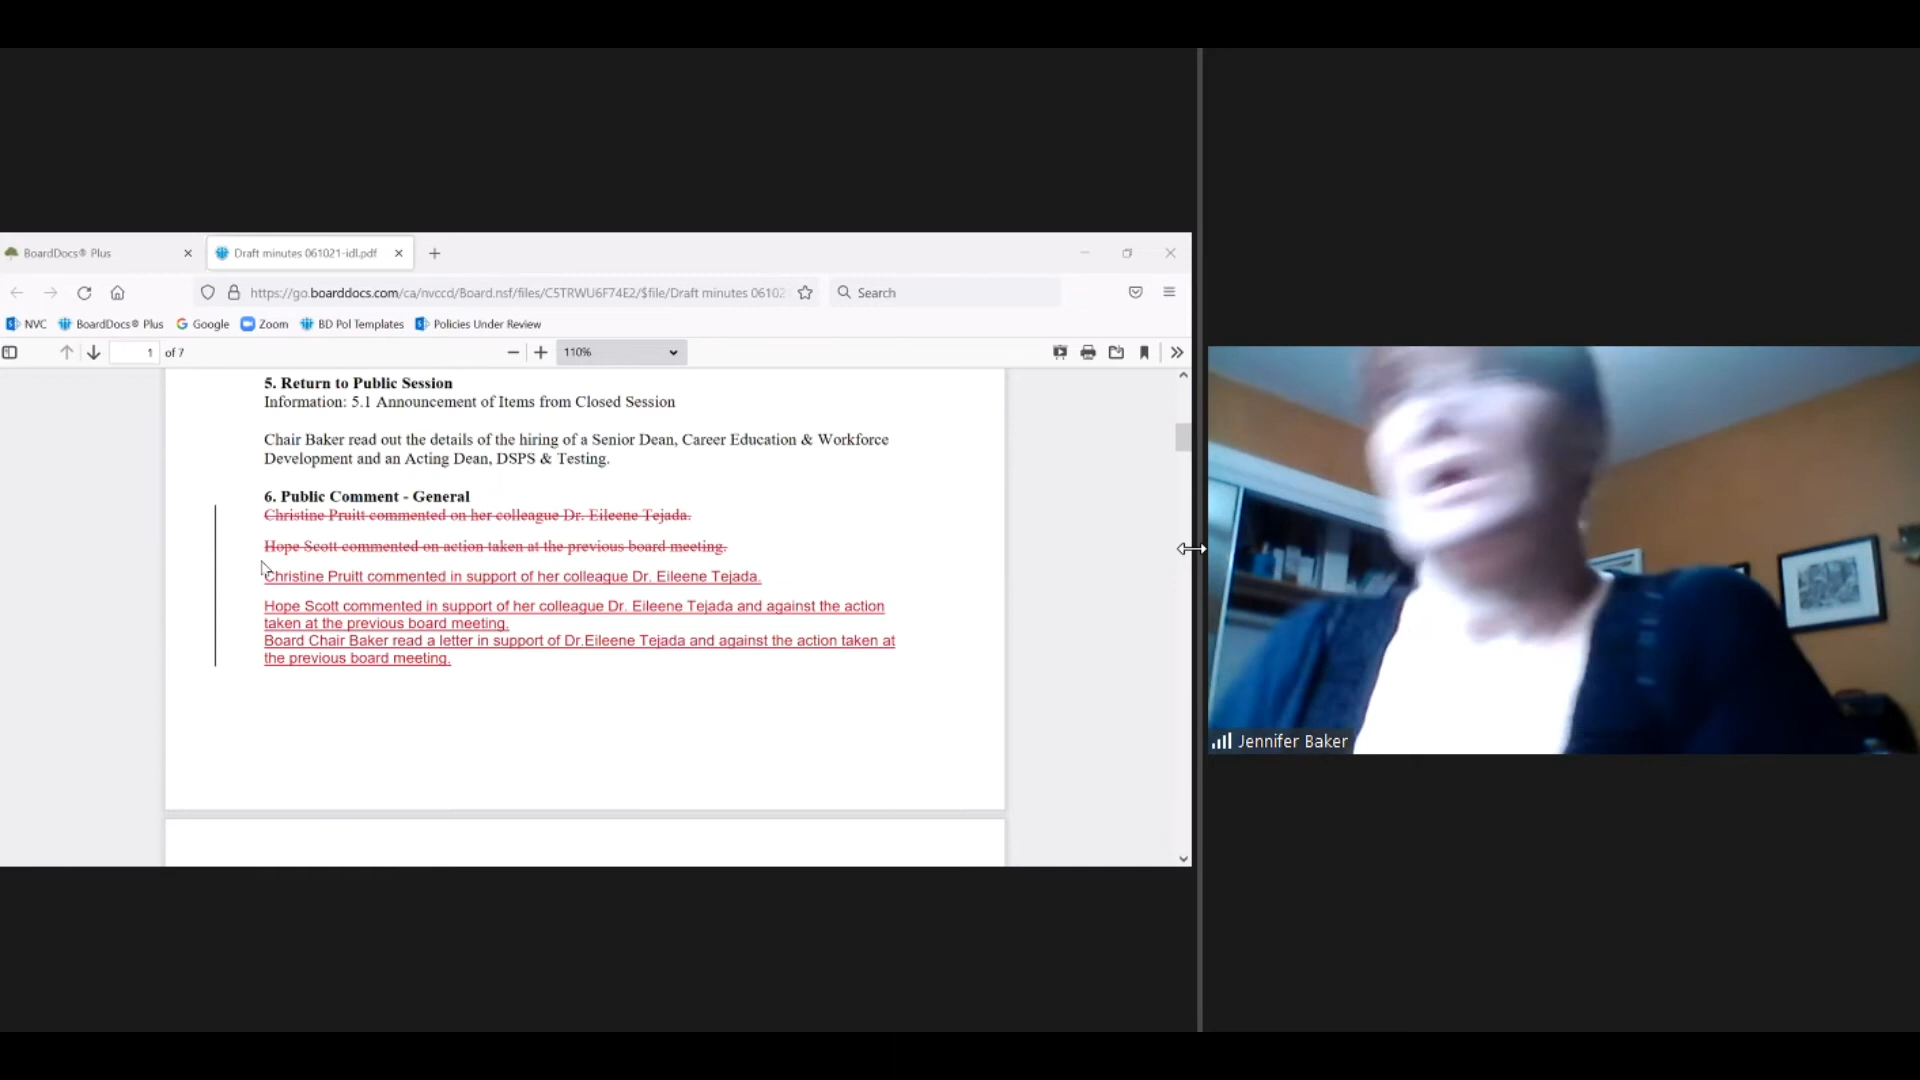 BoardDocs® Plus
Draft minutes 061021-idl.pdf
https://go.boarddocs.com/ca/nvccd/Board.nsf/files/C5TRWU6F74E2/$file/Draft minutes 06102
Search
NVC BoardDocs® Plus Google Zoom BD Pol Templates Policies Under Review
1 of 7
110%
5. Return to Public Session
Information: 5.1 Announcement of Items from Closed Session
Chair Baker read out the details of the hiring of a Senior Dean, Career Education & Workforce
Development and an Acting Dean, DSPS & Testing.
6. Public Comment - General
Christine Pruitt commented on her colleague Dr. Eileene Tejada.
Hope Scott commented on action taken at the previous board meeting.
Christine Pruitt commented in support of her colleague Dr. Eileene Tejada.
Hope Scott commented in support of her colleague Dr. Eileene Tejada and against the action
taken at the previous board meeting.
Board Chair Baker read a letter in support of Dr.Eileene Tejada and against the action taken at
the previous board meeting.
Jennifer Baker